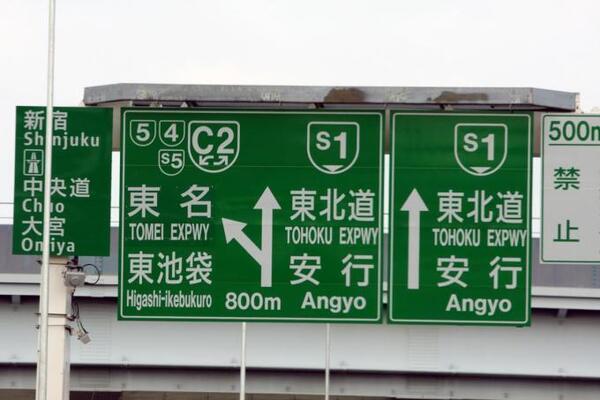 新宿
Shinjuku
中央道
Chuo
大宮
Omiya
5 4 C2
S5
東名
TOMEI EXPWY
東池袋
Higashi-ikebukuro
800m
S1
東北道
TOHOKU EXPWY
安行
Angyo
S1
東北道
TOHOKU EXPWY
安行
Angyo
500m
禁
止